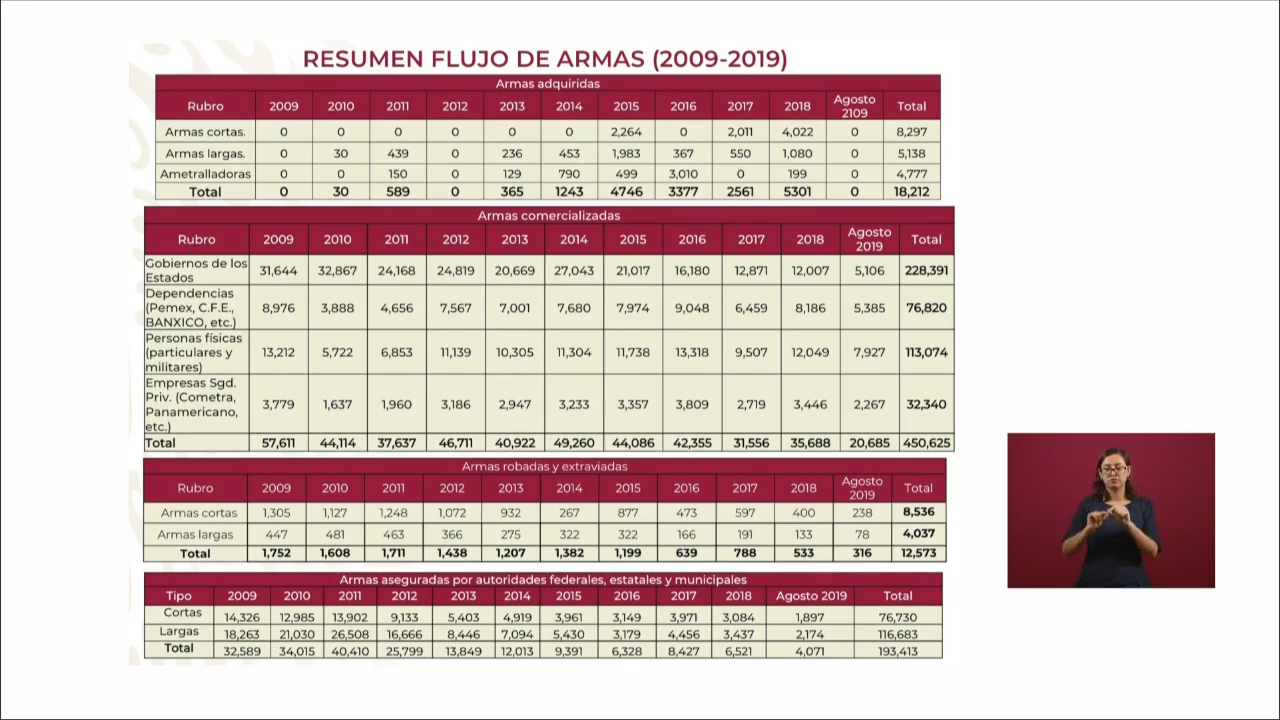 RESUMEN FLUJO DE ARMAS (2009-2019)
Armas adquiridas
Rubro 2009 2010 2011 2012 2013 2014 2015 2016 2017 2018 Agosto 2109 Total
Armas cortas. 0 0 0 0 0 0 2,264 0 2,011 4,022 0 8,297
Armas largas. 0 30 439 0 236 453 1,983 367 550 1,080 0 5,138
Ametralladoras 0 0 150 0 129 790 499 3,010 0 199 0 4,777
Total 0 30 589 0 365 1243 4746 3377 2561 5301 0 18,212
Armas comercializadas
Rubro 2009 2010 2011 2012 2013 2014 2015 2016 2017 2018 Agosto 2019 Total
Gobiernos de los Estados 31,644 32,867 24,168 24,819 20,669 27,043 21,017 16,180 12,871 12,007 5,106 228,391
Dependencias (Pemex, C.F.E., BANXICO, etc.) 8,976 3,888 4,656 7,567 7,001 7,680 7,974 9,048 6,459 8,186 5,385 76,820
Personas físicas (particulares y militares) 13,212 5,722 6,853 11,139 10,305 11,304 11,738 13,318 9,507 12,049 7,927 113,074
Empresas Sgd. Priv. (Cometra, Panamericano, etc.) 3,779 1,637 1,960 3,186 2,947 3,233 3,357 3,809 2,719 3,446 2,267 32,340
Total 57,611 44,114 37,637 46,711 40,922 49,260 44,086 42,355 31,556 35,688 20,685 450,625
Armas robadas y extraviadas
Rubro 2009 2010 2011 2012 2013 2014 2015 2016 2017 2018 Agosto 2019 Total
Armas cortas 1,305 1,127 1,248 1,072 932 267 877 473 597 400 238 8,536
Armas largas 447 481 463 366 275 322 322 166 191 133 78 4,037
Total 1,752 1,608 1,711 1,438 1,207 1,382 1,199 639 788 533 316 12,573
Armas aseguradas por autoridades federales, estatales y municipales
Tipo 2009 2010 2011 2012 2013 2014 2015 2016 2017 2018 Agosto 2019 Total
Cortas 14,326 12,985 13,902 9,133 5,403 4,919 3,961 3,149 3,971 3,084 1,897 76,730
Largas 18,263 21,030 26,508 16,666 8,446 7,094 5,430 3,179 4,456 3,437 2,174 116,683
Total 32,589 34,015 40,410 25,799 13,849 12,013 9,391 6,328 8,427 6,521 4,071 193,413